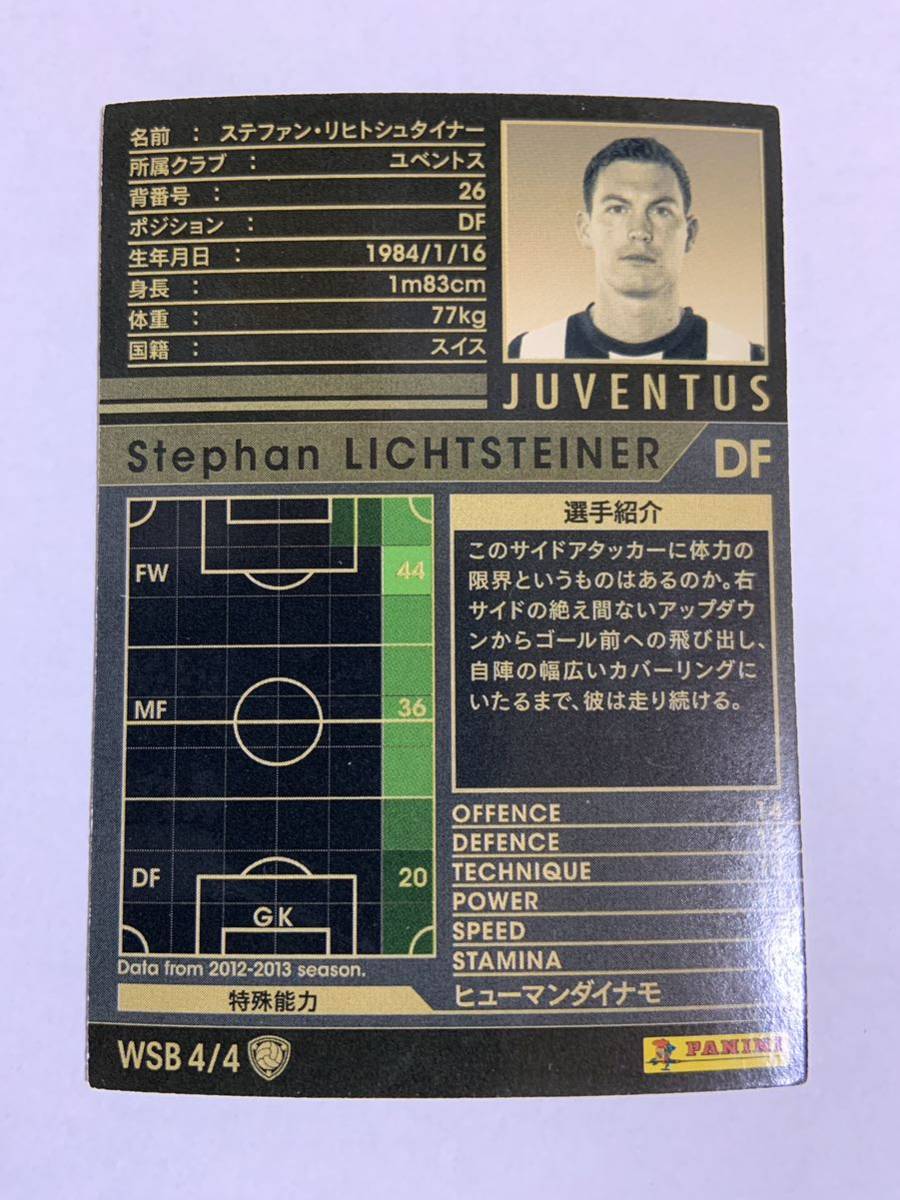 名前 : ステファン・リヒトシュタイナー
所属クラブ : ユベントス
背番号 : 26
ポジション : DF
生年月日 : 1984/1/16
身長 : 1m83cm
体重 : 77kg
国籍 : スイス
JUVENTUS
Stephan LICHTSTEINER DF
FW 44
MF 36
DF 20
GK
Data from 2012-2013 season.
選手紹介
このサイドアタッカーに体力の
限界というものはあるのか。右
サイドの絶え間ないアップダウ
ンからゴール前への飛び出し、
自陣の幅広いカバーリングに
いたるまで、彼は走り続ける。
OFFENCE 14
DEFENCE
TECHNIQUE
POWER
SPEED
STAMINA
特殊能力 ヒューマンダイナモ
WSB 4/4
PANINI